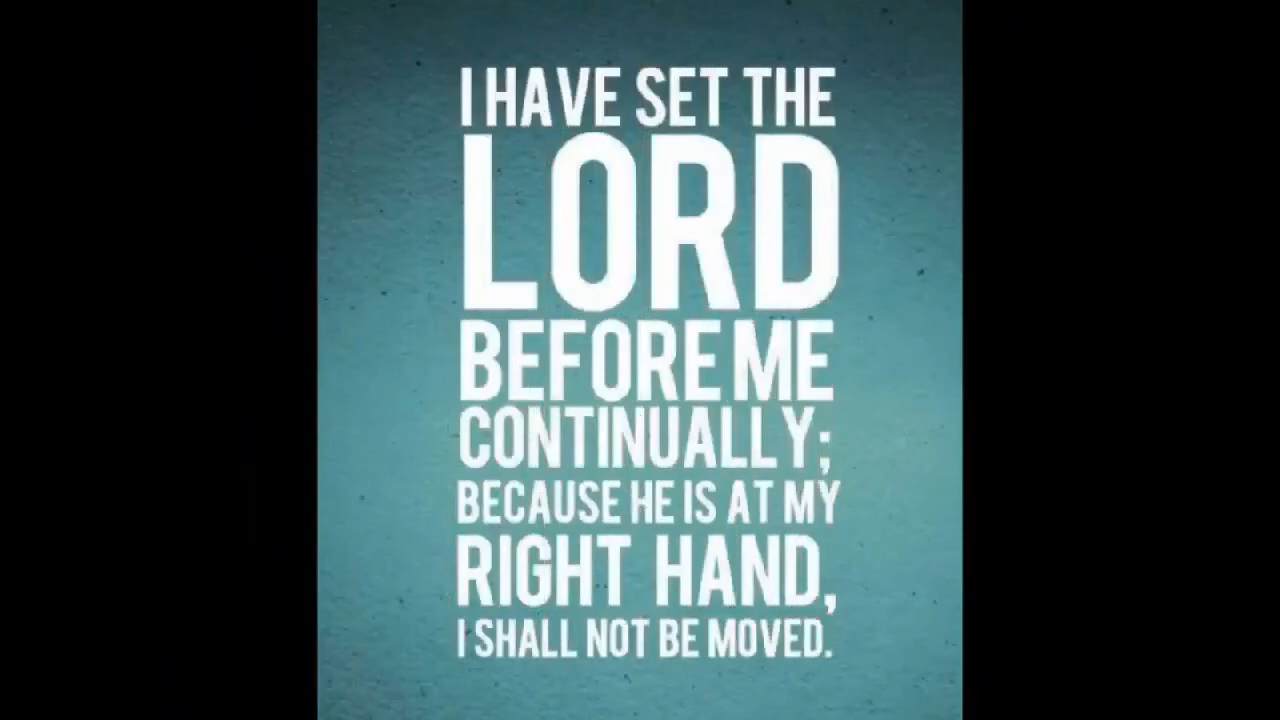 I HAVE SET THE
LORD
BEFORE ME
CONTINUALLY;
BECAUSE HE IS AT MY
RIGHT HAND,
I SHALL NOT BE MOVED.